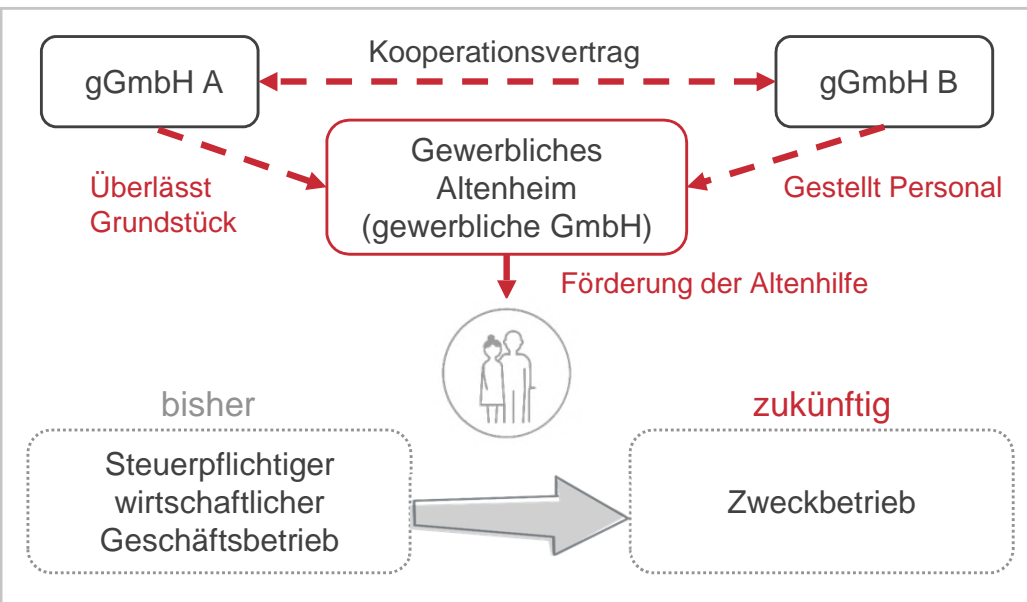 Kooperationsvertrag
gGmbH A
gGmbH B
Gewerbliches
Altenheim
(gewerbliche GmbH)
Überlässt
Grundstück
Gestellt Personal
Förderung der Altenhilfe
bisher
zukünftig
Steuerpflichtiger
wirtschaftlicher
Geschäftsbetrieb
Zweckbetrieb